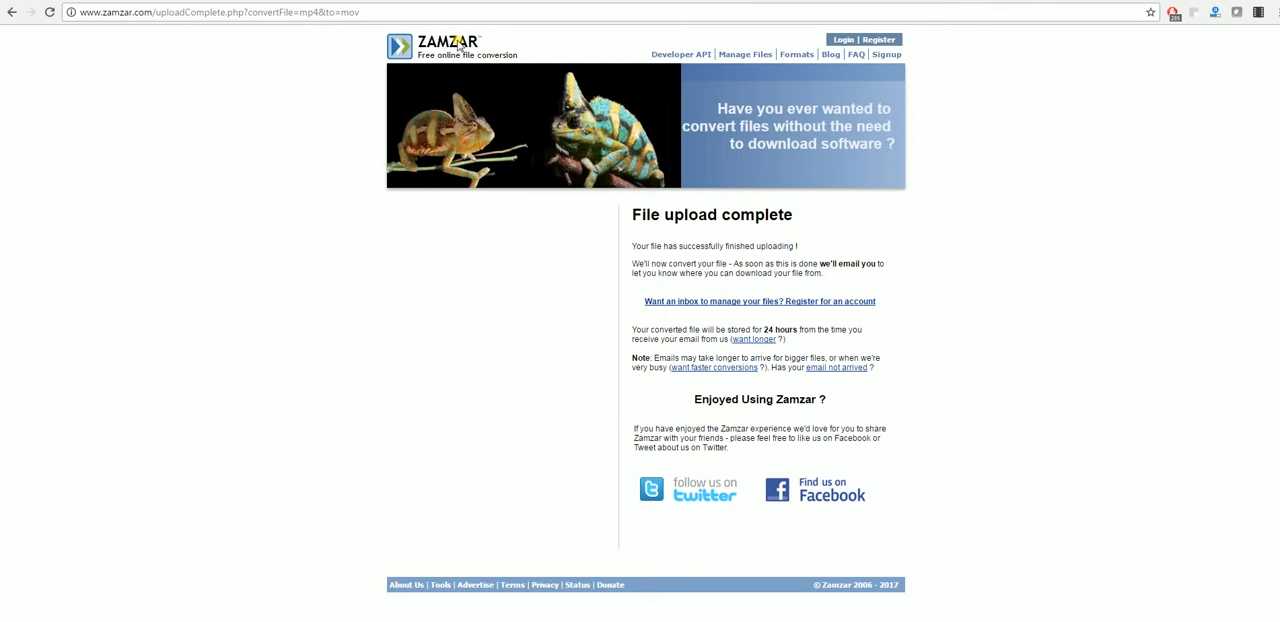 www.zamzar.com/uploadComplete.php?convertFile=mp4&to=mov
ZAMZAR™
Free online file conversion
Login | Register
Developer API | Manage Files | Formats | Blog | FAQ | Signup
Have you ever wanted to
convert files without the need
to download software ?
File upload complete
Your file has successfully finished uploading !
We'll now convert your file - As soon as this is done we'll email you to
let you know where you can download your file from.
Want an inbox to manage your files? Register for an account
Your converted file will be stored for 24 hours from the time you
receive your email from us (want longer ?)
Note: Emails may take longer to arrive for bigger files, or when we're
very busy (want faster conversions ?). Has your email not arrived ?
Enjoyed Using Zamzar ?
If you have enjoyed the Zamzar experience we'd love for you to share
Zamzar with your friends - please feel free to like us on Facebook or
Tweet about us on Twitter.
follow us on
twitter
Find us on
Facebook
About Us | Tools | Advertise | Terms | Privacy | Status | Donate
© Zamzar 2006 - 2017